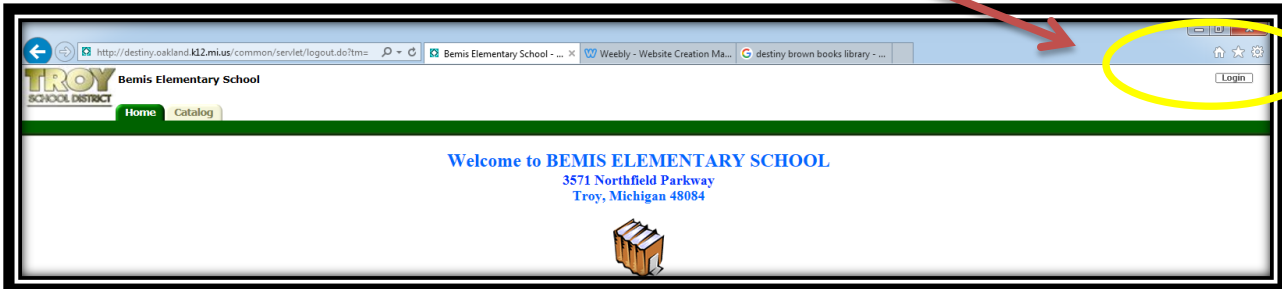 http://destiny.oakland.k12.mi.us/common/servlet/logout.do?tm=
Bemis Elementary School - ...
Weebly - Website Creation Ma...
G destiny brown books library - ...
TROY
SCHOOL DISTRICT
Bemis Elementary School
Login
Home
Catalog
Welcome to BEMIS ELEMENTARY SCHOOL
3571 Northfield Parkway
Troy, Michigan 48084